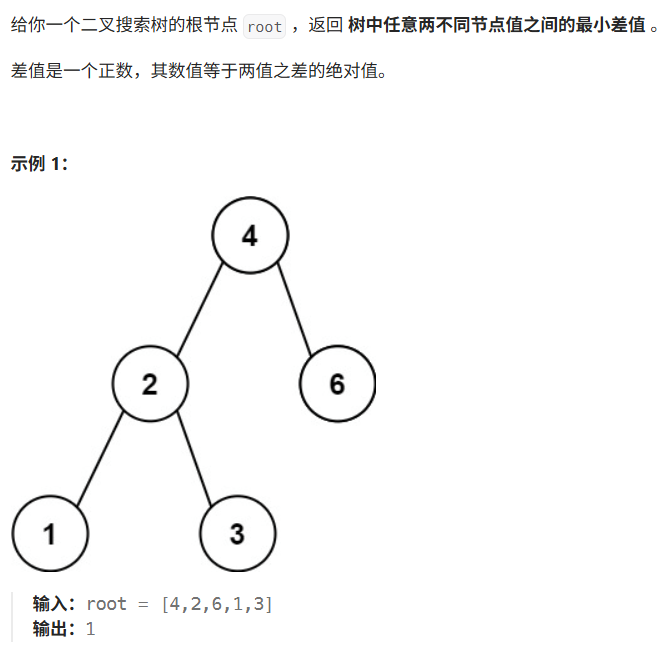 给你一个二叉搜索树的根节点 root ，返回 树中任意两不同节点值之间的最小差值 。
差值是一个正数，其数值等于两值之差的绝对值。
示例 1：
4
2
6
1
3
输入：root = [4,2,6,1,3]
输出：1